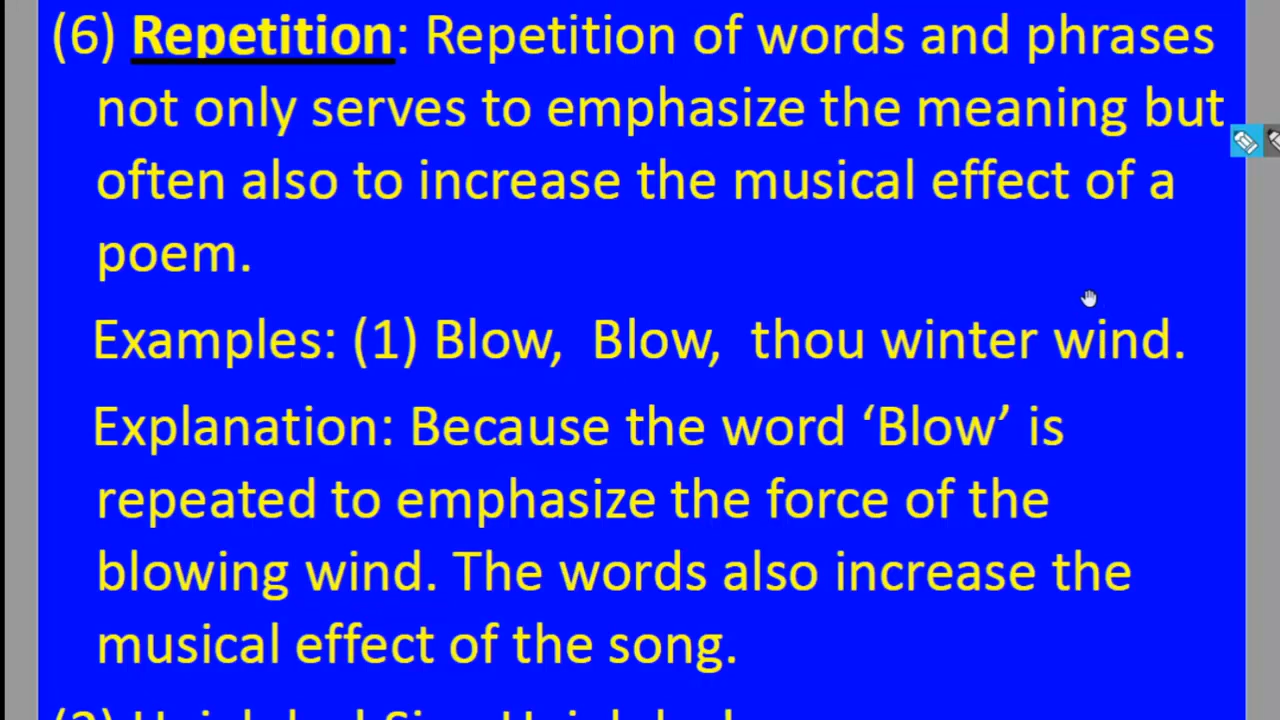 (6) Repetition: Repetition of words and phrases
not only serves to emphasize the meaning but
often also to increase the musical effect of a
poem.
Examples: (1) Blow, Blow, thou winter wind.
Explanation: Because the word ‘Blow’ is
repeated to emphasize the force of the
blowing wind. The words also increase the
musical effect of the song.